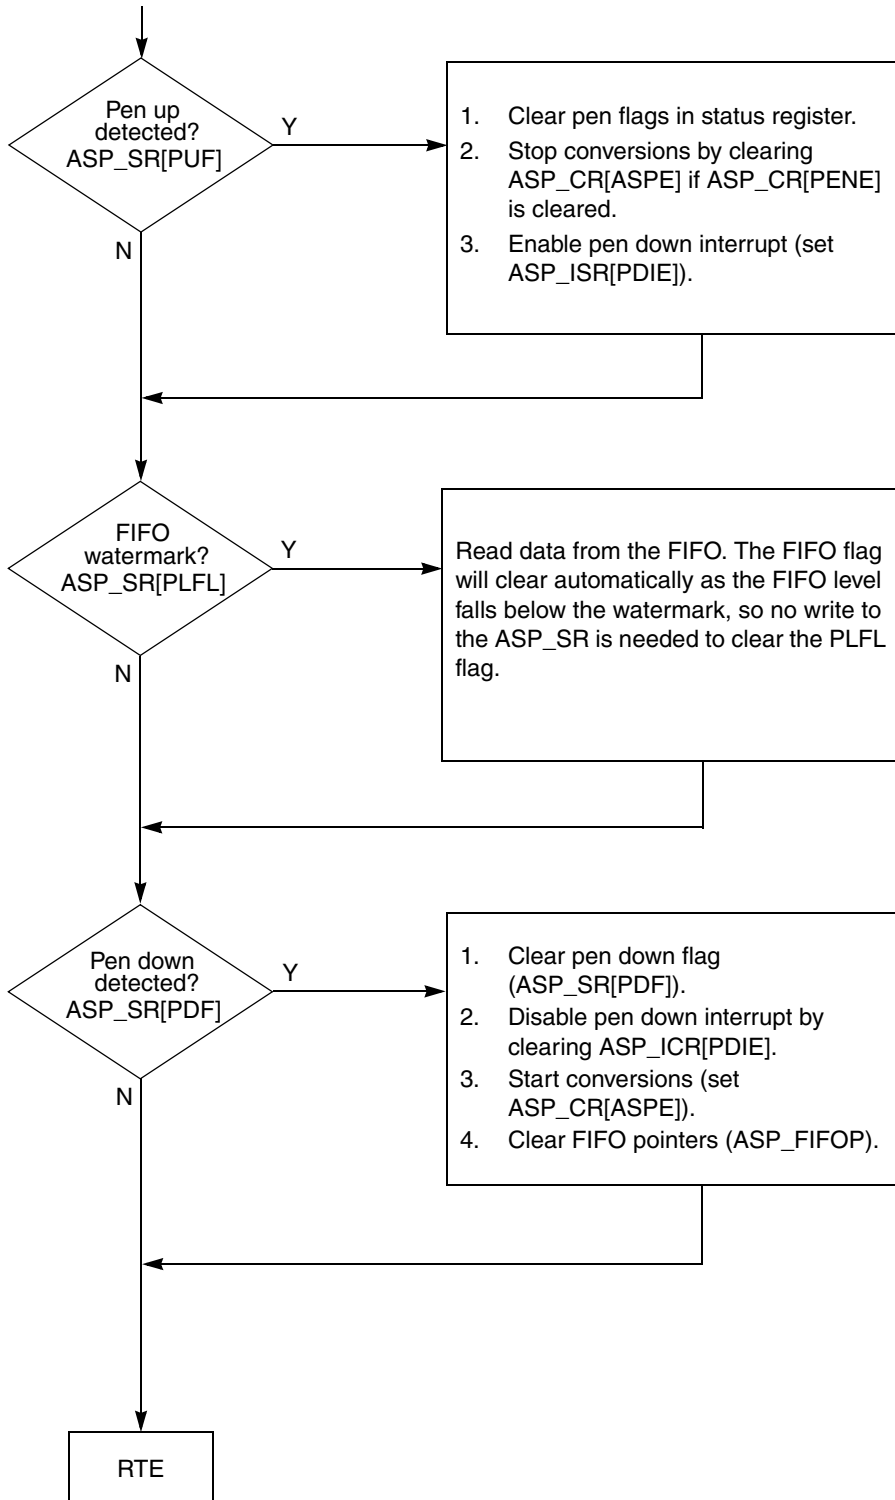 Pen up
detected?
ASP_SR[PUF]
Y
N
1. Clear pen flags in status register.
2. Stop conversions by clearing
ASP_CR[ASPE] if ASP_CR[PENE]
is cleared.
3. Enable pen down interrupt (set
ASP_ISR[PDIE]).
FIFO
watermark?
ASP_SR[PLFL]
Y
N
Read data from the FIFO. The FIFO flag
will clear automatically as the FIFO level
falls below the watermark, so no write to
the ASP_SR is needed to clear the PLFL
flag.
Pen down
detected?
ASP_SR[PDF]
Y
N
1. Clear pen down flag
(ASP_SR[PDF]).
2. Disable pen down interrupt by
clearing ASP_ICR[PDIE].
3. Start conversions (set
ASP_CR[ASPE]).
4. Clear FIFO pointers (ASP_FIFOP).
RTE